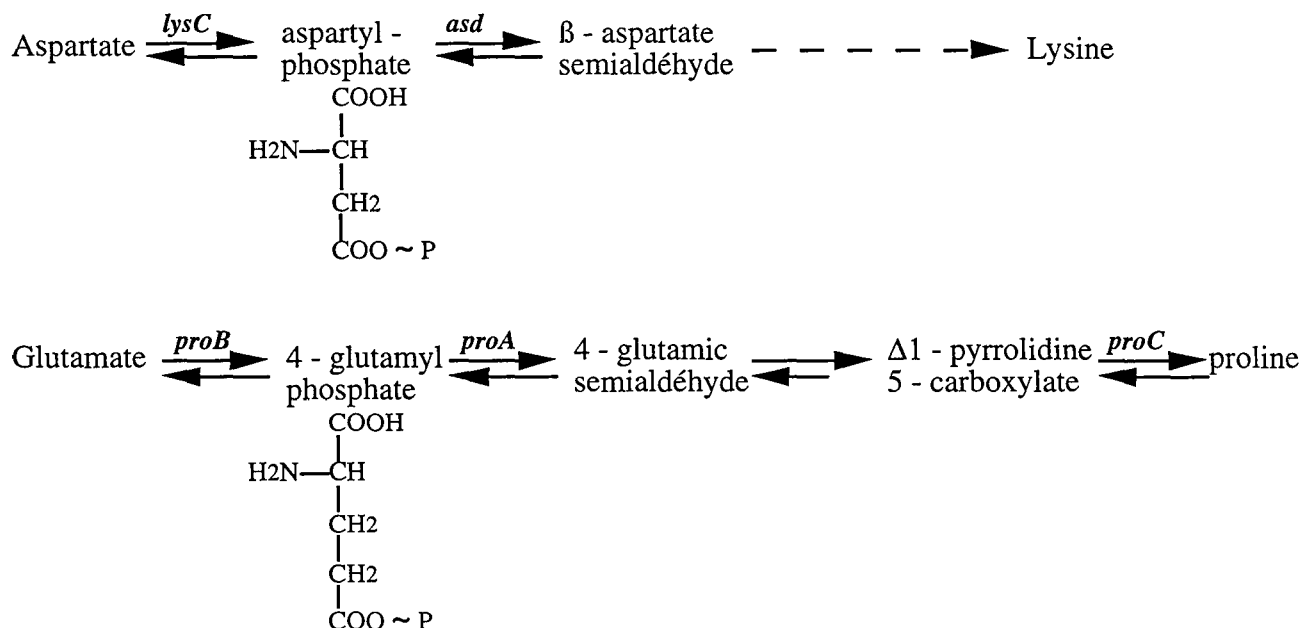 lysC asd
Aspartate aspartyl - ß - aspartate Lysine
phosphate semialdéhyde
COOH
H2N CH
CH2
COO ~ P
proB proA proC
Glutamate 4 - glutamyl 4 - glutamic Δ1 - pyrrolidine proline
phosphate semialdéhyde 5 - carboxylate
COOH
H2N CH
CH2
CH2
COO ~ P